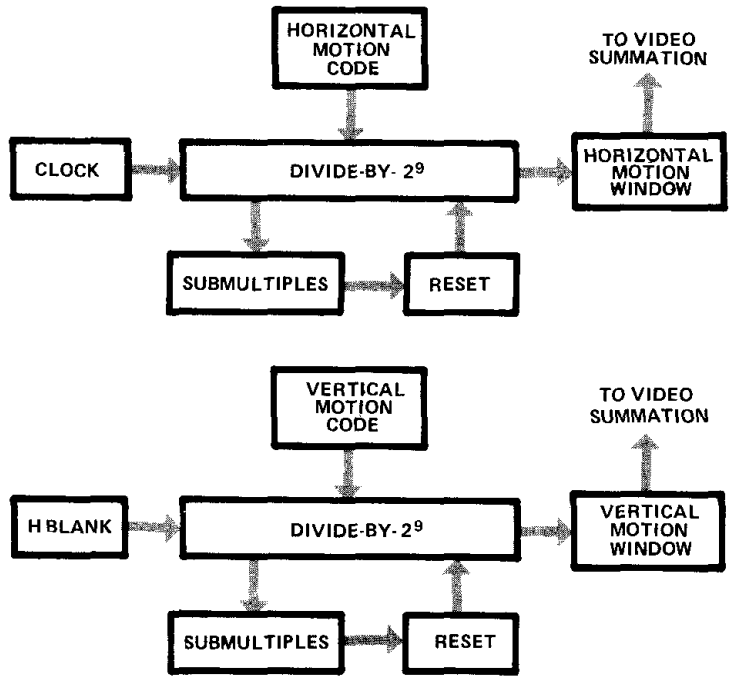 HORIZONTAL
MOTION
CODE
TO VIDEO
SUMMATION
CLOCK
DIVIDE-BY- 2⁹
HORIZONTAL
MOTION
WINDOW
SUBMULTIPLES
RESET
VERTICAL
MOTION
CODE
TO VIDEO
SUMMATION
H BLANK
DIVIDE-BY-2⁹
VERTICAL
MOTION
WINDOW
SUBMULTIPLES
RESET